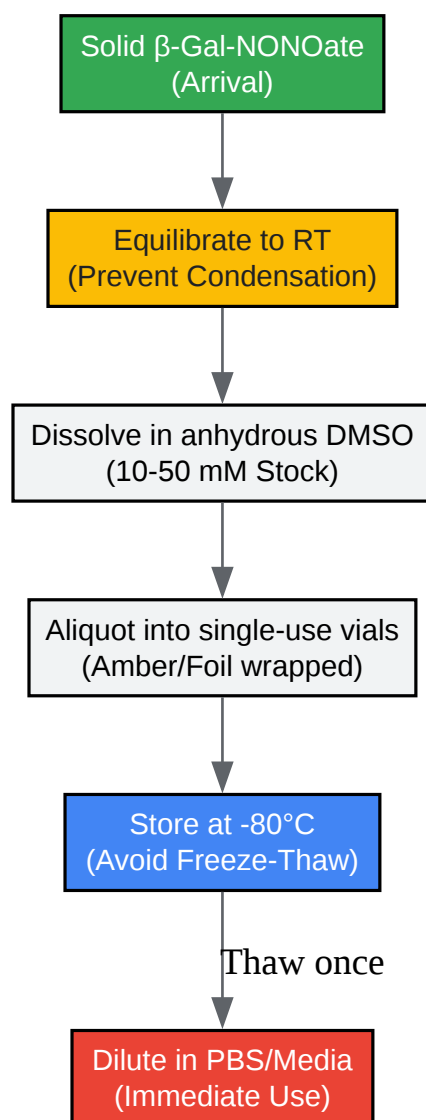 Solid β-Gal-NONOate
(Arrival)
Equilibrate to RT
(Prevent Condensation)
Dissolve in anhydrous DMSO
(10-50 mM Stock)
Aliquot into single-use vials
(Amber/Foil wrapped)
Store at -80°C
(Avoid Freeze-Thaw)
Thaw once
Dilute in PBS/Media
(Immediate Use)